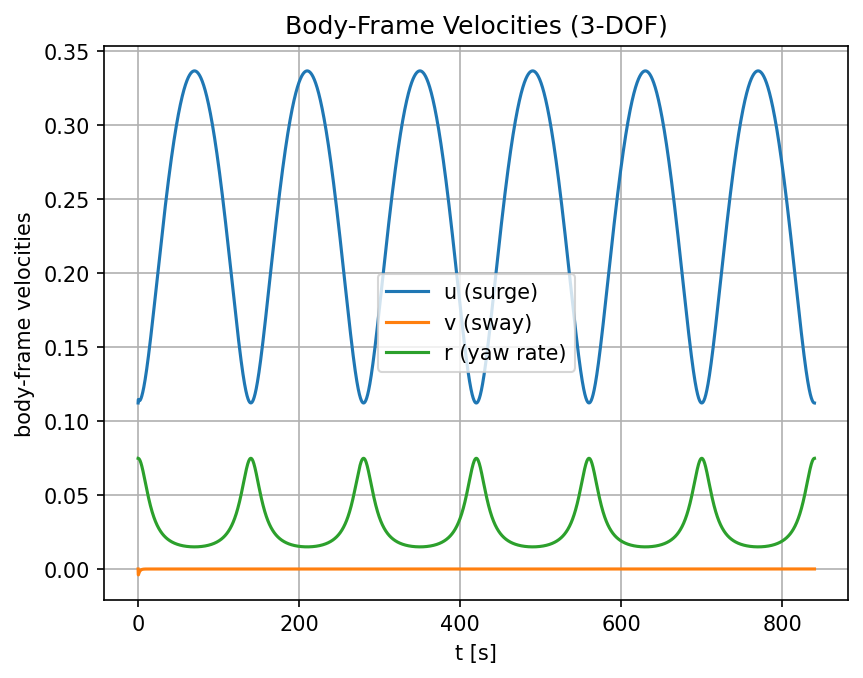 Body-Frame Velocities (3-DOF)
0.35
0.30
0.25
0.20
0.15
0.10
0.05
0.00
body-frame velocities
u (surge)
v (sway)
r (yaw rate)
0 200 400 600 800
t [s]